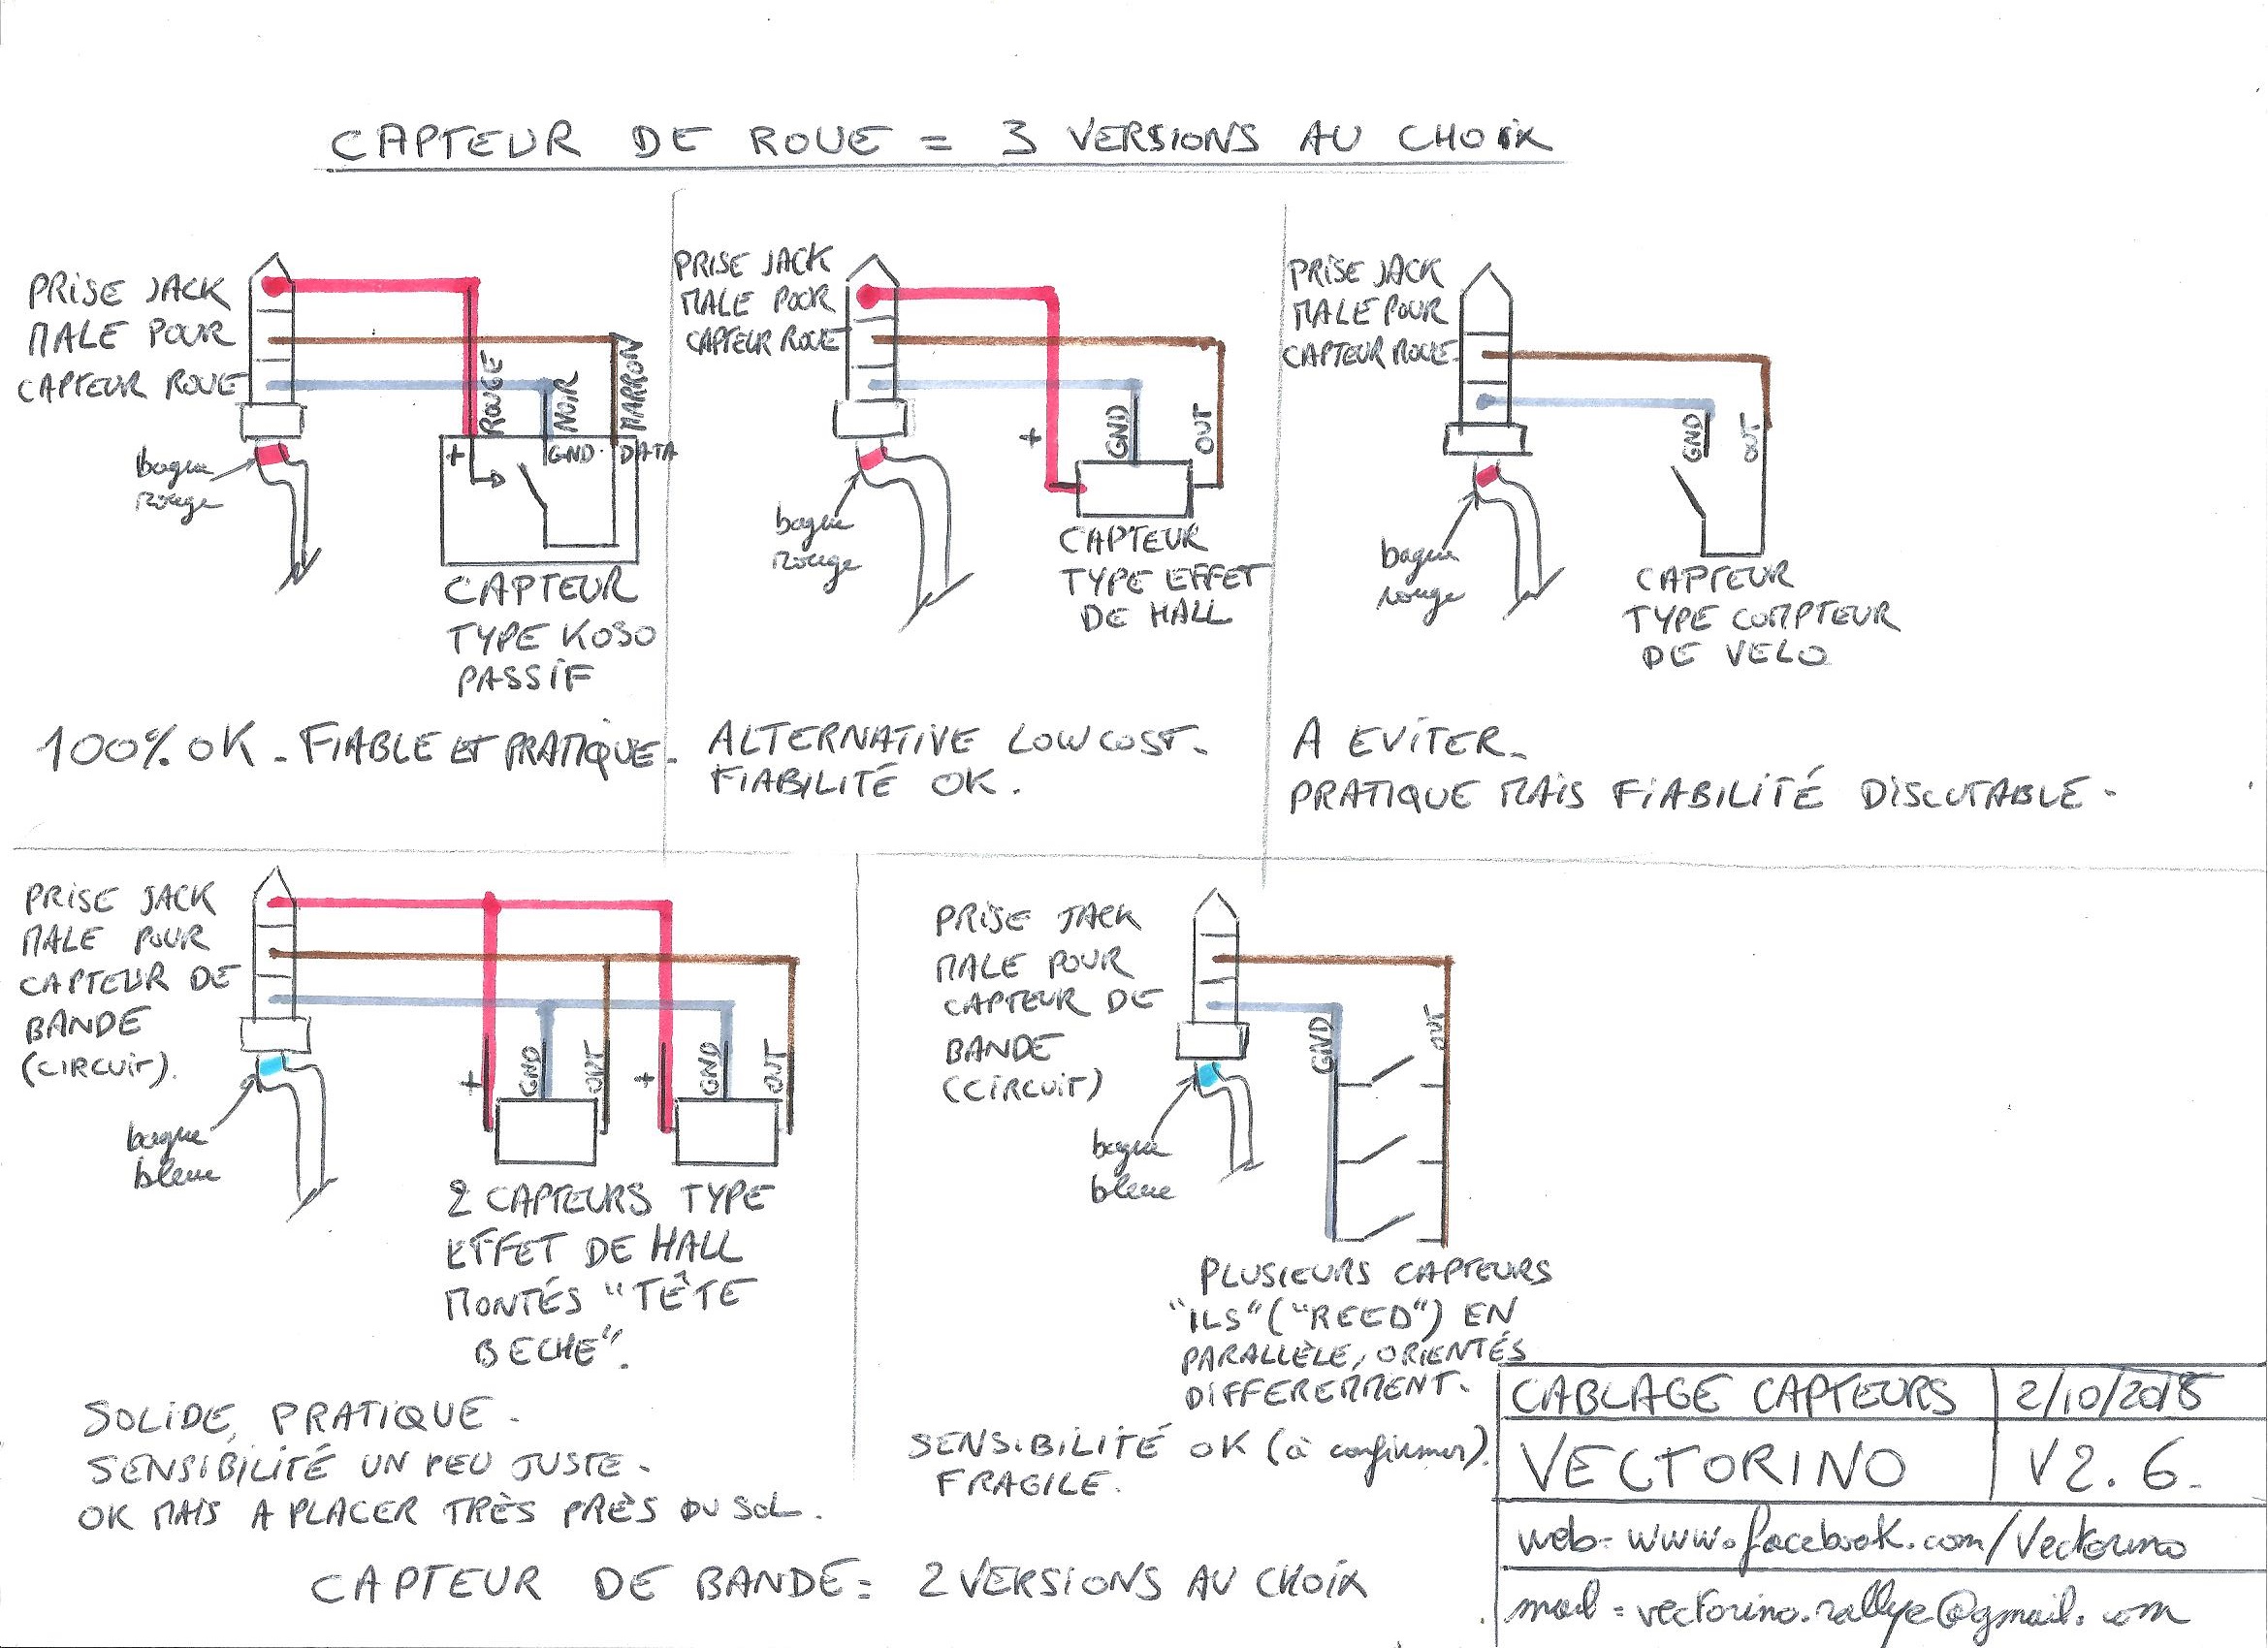 CAPTEUR DE ROUE = 3 VERSIONS AU CHOIX
PRISE JACK
MALE POUR
CAPTEUR ROUE
bague
rouge
ROUGE
NOIR
MARRON
+
GND
DATA
CAPTEUR
TYPE KOSO
PASSIF
100% OK - FIABLE ET PRATIQUE -
PRISE JACK
MALE POUR
CAPTEUR ROUE
bague
rouge
+
GND
OUT
CAPTEUR
TYPE EFFET
DE HALL
ALTERNATIVE LOWCOST -
FIABILITÉ OK.
PRISE JACK
MALE POUR
CAPTEUR ROUE
bague
rouge
GND
OUT
CAPTEUR
TYPE COMPTEUR
DE VELO
A EVITER -
PRATIQUE MAIS FIABILITÉ DISCUTABLE -
PRISE JACK
MALE POUR
CAPTEUR DE
BANDE
(CIRCUIT).
bague
bleue
+
GND
OUT
+
GND
OUT
2 CAPTEURS TYPE
EFFET DE HALL
MONTÉS "TÊTE
BECHE".
SOLIDE, PRATIQUE -
SENSIBILITÉ UN PEU JUSTE -
OK MAIS A PLACER TRÈS PRÈS DU SOL.
PRISE JACK
MALE POUR
CAPTEUR DE
BANDE
(CIRCUIT)
bague
bleue
GND
OUT
PLUSIEURS CAPTEURS
"ILS" ("REED") EN
PARALLÈLE, ORIENTÉS
DIFFEREMMENT.
SENSIBILITÉ OK (à confirmer).
FRAGILE.
CAPTEUR DE BANDE = 2 VERSIONS AU CHOIX
CABLAGE CAPTEURS 2/10/2018
VECTORINO V2.6.
web = www.facebook.com/Vectorino
mail = vectorino.rallye@gmail.com